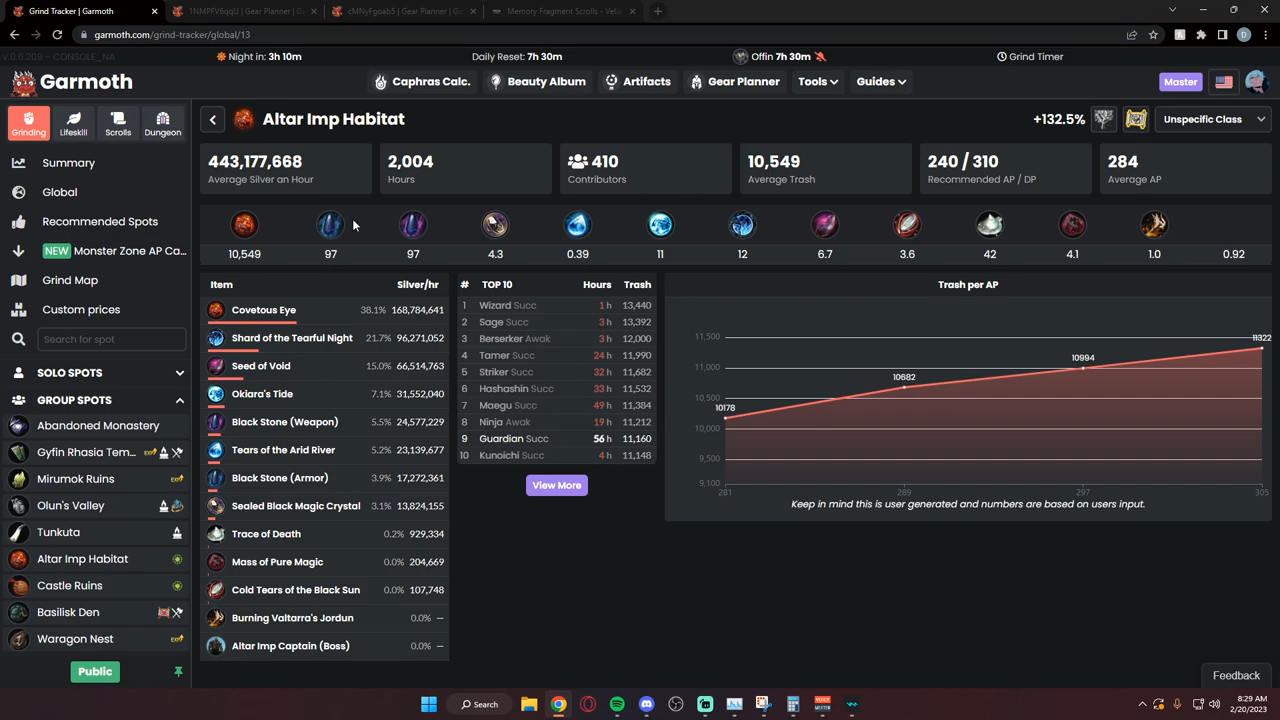 Grind Tracker | Garmoth
1NMPFV6qqU | Gear Planner | Ga
cMNyFgoab5 | Gear Planner | Ga
Memory Fragment Scrolls - Velia
garmoth.com/grind-tracker/global/13
v.0.6.209 - CONSOLE_NA
Night in: 3h 10m
Daily Reset: 7h 30m
Offin 7h 30m
Grind Timer
Garmoth
Caphras Calc.
Beauty Album
Artifacts
Gear Planner
Tools
Guides
Master
Grinding
Lifeskill
Scrolls
Dungeon
Altar Imp Habitat
+132.5%
Unspecific Class
Summary
Global
Recommended Spots
NEW Monster Zone AP Ca...
Grind Map
Custom prices
Search for spot
SOLO SPOTS
GROUP SPOTS
Abandoned Monastery
Gyfin Rhasia Tem...
Mirumok Ruins
Olun's Valley
Tunkuta
Altar Imp Habitat
Castle Ruins
Basilisk Den
Waragon Nest
Public
443,177,668
Average Silver an Hour
2,004
Hours
410
Contributors
10,549
Average Trash
240 / 310
Recommended AP / DP
284
Average AP
10,549 97 97 4.3 0.39 11 12 6.7 3.6 42 4.1 1.0 0.92
Item Silver/hr
Covetous Eye 38.1% 168,784,641
Shard of the Tearful Night 21.7% 96,271,052
Seed of Void 15.0% 66,514,763
Okiara's Tide 7.1% 31,552,040
Black Stone (Weapon) 5.5% 24,577,229
Tears of the Arid River 5.2% 23,139,677
Black Stone (Armor) 3.9% 17,272,361
Sealed Black Magic Crystal 3.1% 13,824,155
Trace of Death 0.2% 929,334
Mass of Pure Magic 0.0% 204,669
Cold Tears of the Black Sun 0.0% 107,748
Burning Valtarra's Jordun 0.0% –
Altar Imp Captain (Boss) 0.0% –
# TOP 10 Hours Trash
1 Wizard Succ 1 h 13,440
2 Sage Succ 3 h 13,392
3 Berserker Awak 3 h 12,000
4 Tamer Succ 24 h 11,990
5 Striker Succ 32 h 11,682
6 Hashashin Succ 33 h 11,532
7 Maegu Succ 49 h 11,384
8 Ninja Awak 19 h 11,212
9 Guardian Succ 56 h 11,160
10 Kunoichi Succ 4 h 11,148
View More
Trash per AP
11,500
11,000
10,500
10,000
9,500
9,100
10178
10682
10994
11322
281 289 297 305
Keep in mind this is user generated and numbers are based on users input.
Feedback
Search
8:29 AM
2/20/2023